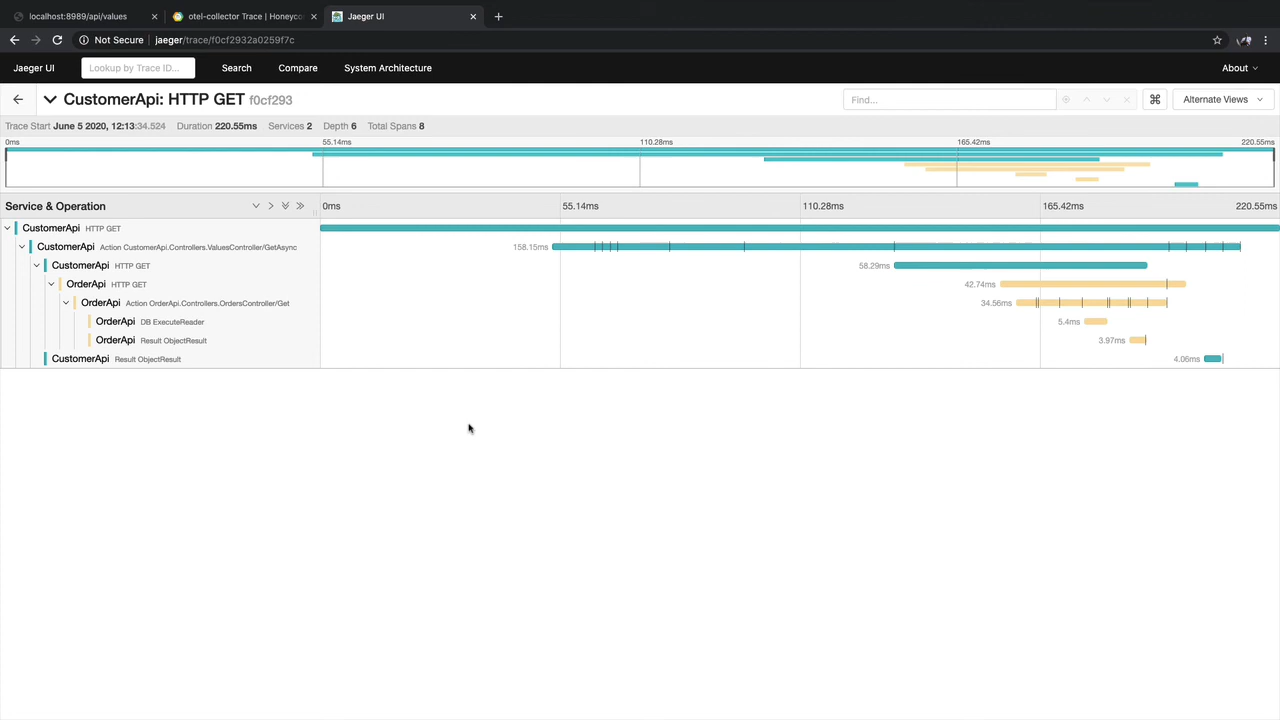 localhost:8989/api/values
otel-collector Trace | Honeyco
Jaeger UI
Not Secure | jaeger/trace/f0cf2932a0259f7c
Jaeger UI
Lookup by Trace ID...
Search
Compare
System Architecture
About
CustomerApi: HTTP GET f0cf293
Find...
Alternate Views
Trace Start June 5 2020, 12:13:34.524 Duration 220.55ms Services 2 Depth 6 Total Spans 8
0ms 55.14ms 110.28ms 165.42ms 220.55ms
Service & Operation 0ms 55.14ms 110.28ms 165.42ms 220.55ms
CustomerApi HTTP GET
CustomerApi Action CustomerApi.Controllers.ValuesController/GetAsync 158.15ms
CustomerApi HTTP GET 58.29ms
OrderApi HTTP GET 42.74ms
OrderApi Action OrderApi.Controllers.OrdersController/Get 34.56ms
OrderApi DB ExecuteReader 5.4ms
OrderApi Result ObjectResult 3.97ms
CustomerApi Result ObjectResult 4.06ms